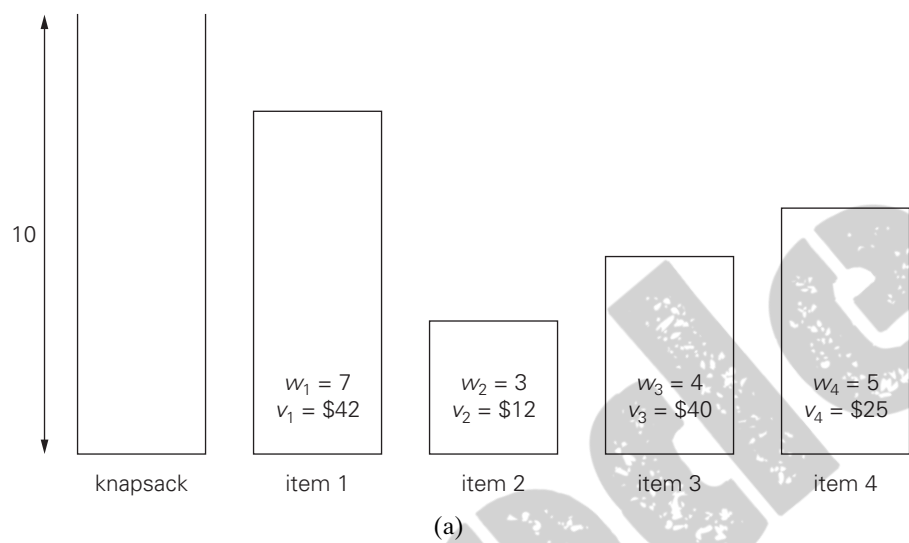 10
w₁ = 7
v₁ = $42
w₂ = 3
v₂ = $12
w₃ = 4
v₃ = $40
w₄ = 5
v₄ = $25
knapsack
item 1
item 2
item 3
item 4
(a)